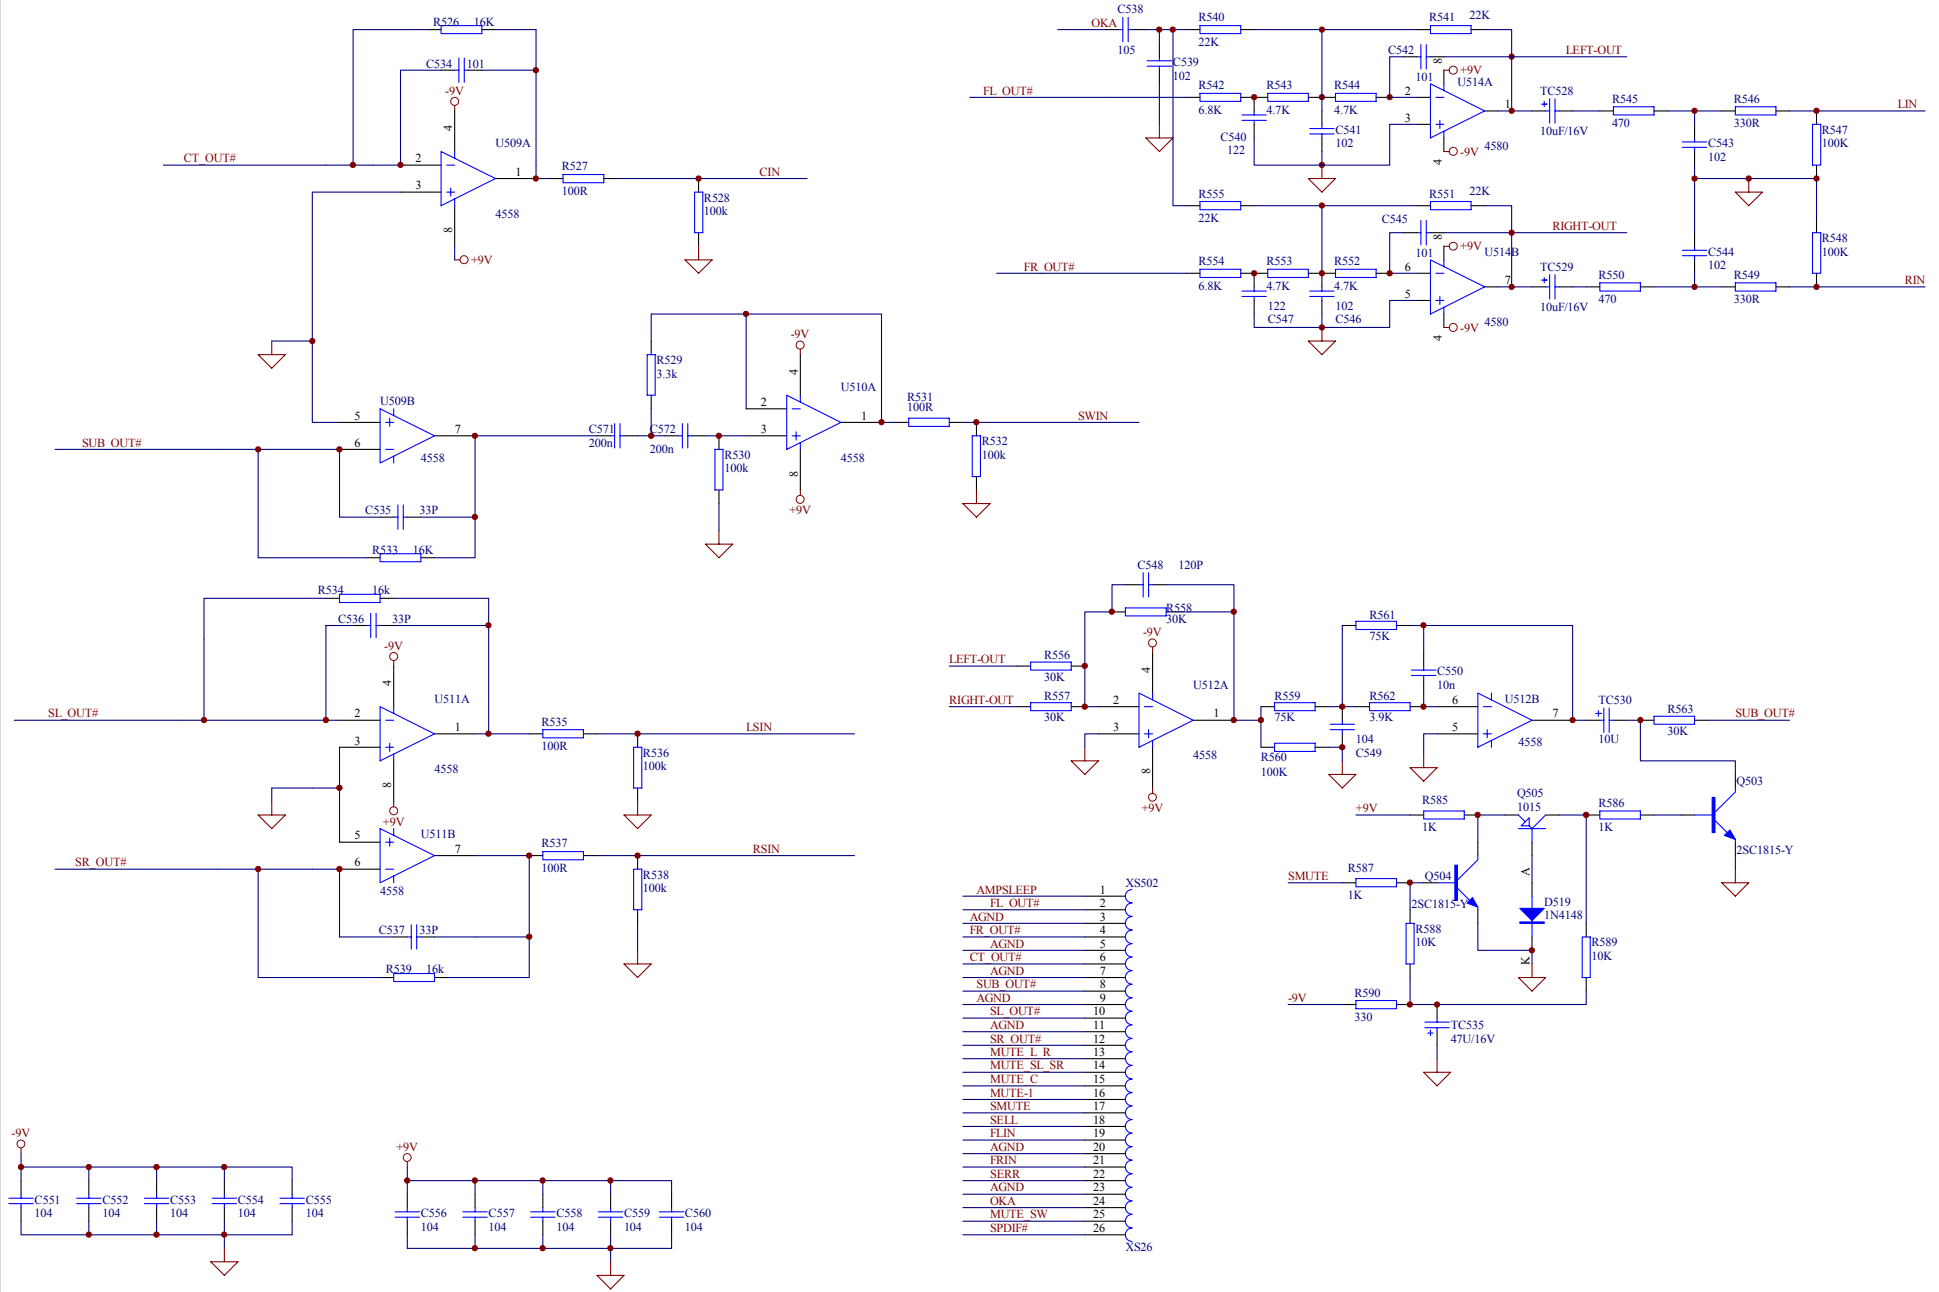 R526 16K
C534 101
-9V
4
U509A
CT_OUT#
2
3
1
R527
100R
CIN
R528
100k
4558
8
+9V
U509B
SUB_OUT#
5
6
7
4558
C535 33P
R533 16K
R529
3.3k
C571
200n
C572
200n
R530
100k
-9V
4
U510A
2
3
1
4558
8
+9V
R531
100R
SWIN
R532
100k
R534 16k
C536 33P
-9V
4
U511A
SL_OUT#
2
3
1
4558
8
+9V
R535
100R
LSIN
R536
100k
U511B
SR_OUT#
5
6
7
4558
R537
100R
RSIN
R538
100k
C537 33P
R539 16k
OKA
C538
105
C539
102
R540
22K
R541 22K
C542
101
8
+9V
U514A
LEFT-OUT
FL_OUT#
R542
6.8K
R543
4.7K
R544
4.7K
C540
122
C541
102
2
3
1
4
-9V
4580
TC528
10uF/16V
R545
470
R546
330R
LIN
C543
102
R547
100K
R555
22K
R551 22K
C545
101
8
+9V
U514B
RIGHT-OUT
FR_OUT#
R554
6.8K
R553
4.7K
R552
4.7K
122
C547
102
C546
6
5
7
4
-9V
4580
TC529
10uF/16V
R550
470
R549
330R
RIN
C544
102
R548
100K
C548 120P
R558
30K
-9V
4
U512A
LEFT-OUT
R556
30K
RIGHT-OUT
R557
30K
2
3
1
4558
8
+9V
R559
75K
R560
100K
R561
75K
R562
3.9K
104
C549
C550
10n
U512B
6
5
7
4558
TC530
10U
R563
30K
SUB_OUT#
Q503
2SC1815-Y
+9V
R585
1K
Q505
1015
R586
1K
SMUTE
R587
1K
Q504
2SC1815-Y
R588
10K
A
D519
1N4148
K
R589
10K
-9V
R590
330
TC535
47U/16V
XS502
AMPSLEEP 1
FL_OUT# 2
AGND 3
FR_OUT# 4
AGND 5
CT_OUT# 6
AGND 7
SUB_OUT# 8
AGND 9
SL_OUT# 10
AGND 11
SR_OUT# 12
MUTE_L_R 13
MUTE_SL_SR 14
MUTE_C 15
MUTE-1 16
SMUTE 17
SELL 18
FLIN 19
AGND 20
FRIN 21
SERR 22
AGND 23
OKA 24
MUTE_SW 25
SPDIF# 26
XS26
-9V
C551
104
C552
104
C553
104
C554
104
C555
104
+9V
C556
104
C557
104
C558
104
C559
104
C560
104